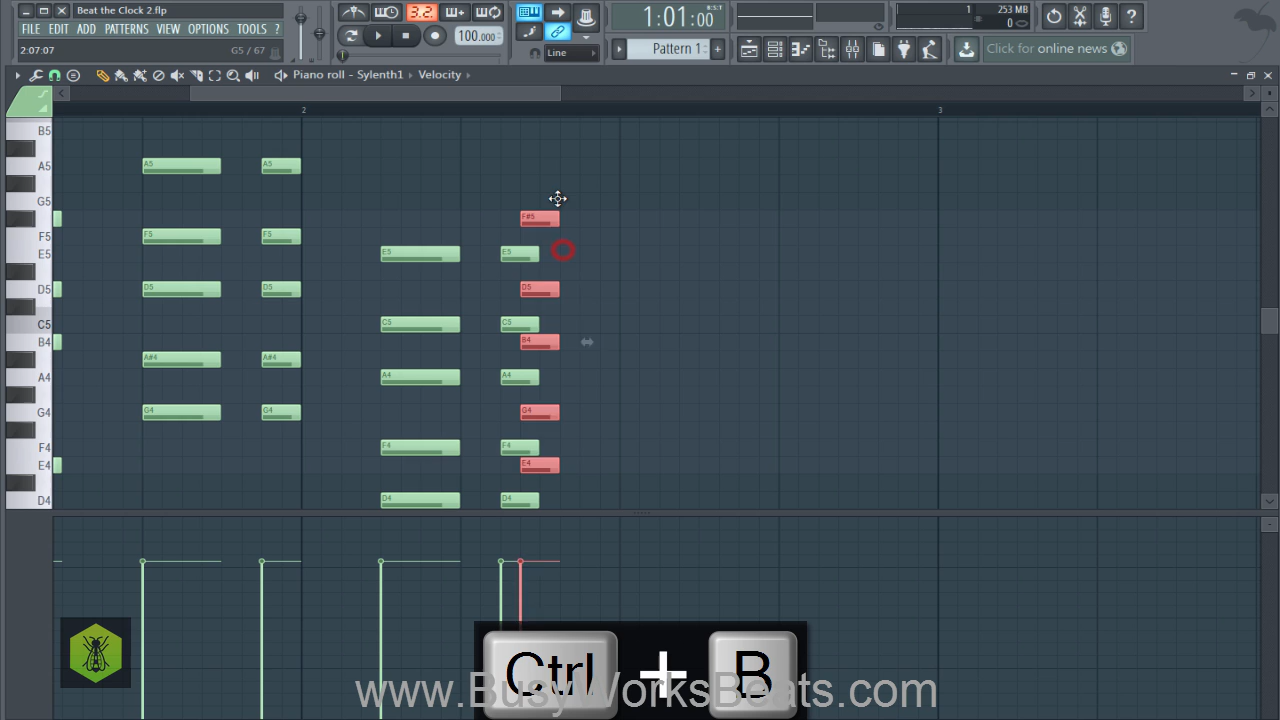 Beat the Clock 2.flp
FILE EDIT ADD PATTERNS VIEW OPTIONS TOOLS ?
2:07:07 G5 / 67
3.2.
100.000
Line
1:01:00
B:S:T
Pattern 1
1
253 MB
0
Click for online news
Piano roll - Sylenth1 Velocity
2 3
B5
A5 A5 A5
G5
F#5
F5 F5 F5
E5 E5 E5
D5 D5 D5 D5
C5 C5 C5
B4 B4
A#4 A#4
A4 A4 A4
G4 G4 G4 G4
F4 F4 F4
E4 E4
D4 D4 D4
Ctrl + B
www.BusyWorksBeats.com